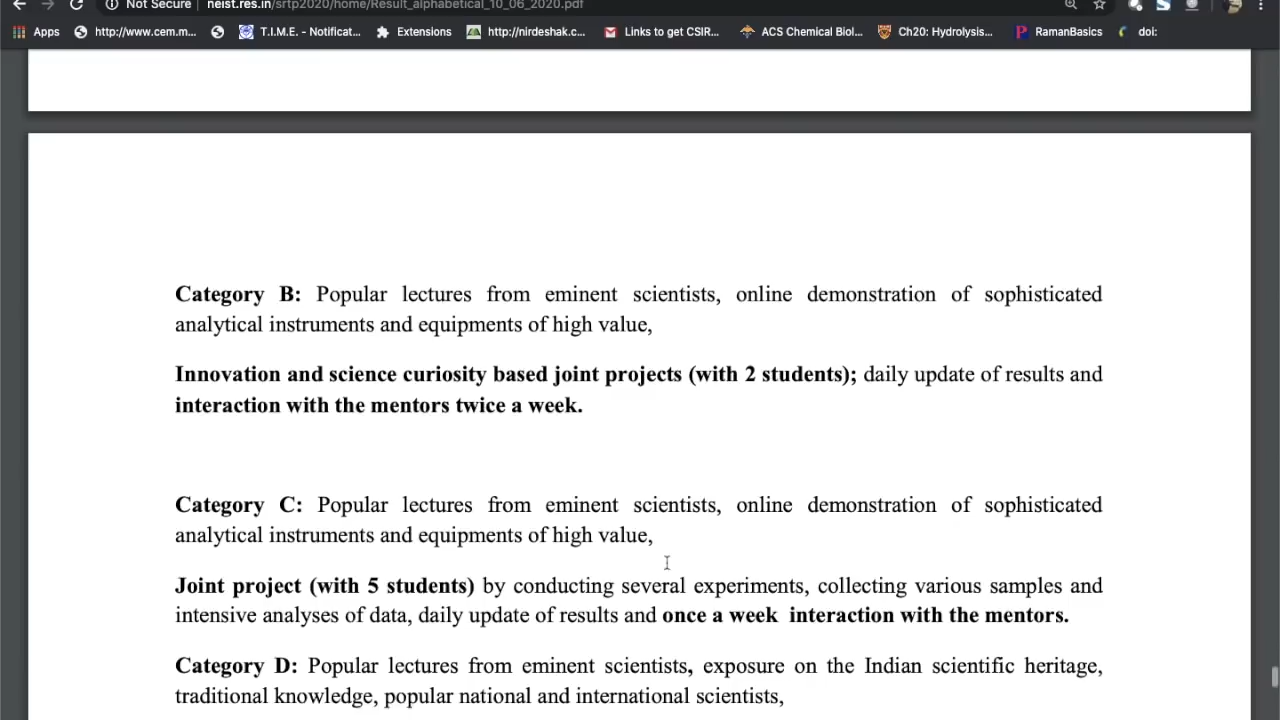 Not Secure | neist.res.in/srtp2020/home/Result_alphabetical_10_06_2020.pdf
Apps http://www.cem.m... T.I.M.E. - Notificat... Extensions http://nirdeshak.c... Links to get CSIR... ACS Chemical Biol... Ch20: Hydrolysis... RamanBasics doi:
Category B: Popular lectures from eminent scientists, online demonstration of sophisticated
analytical instruments and equipments of high value,
Innovation and science curiosity based joint projects (with 2 students); daily update of results and
interaction with the mentors twice a week.
Category C: Popular lectures from eminent scientists, online demonstration of sophisticated
analytical instruments and equipments of high value,
Joint project (with 5 students) by conducting several experiments, collecting various samples and
intensive analyses of data, daily update of results and once a week interaction with the mentors.
Category D: Popular lectures from eminent scientists, exposure on the Indian scientific heritage,
traditional knowledge, popular national and international scientists,